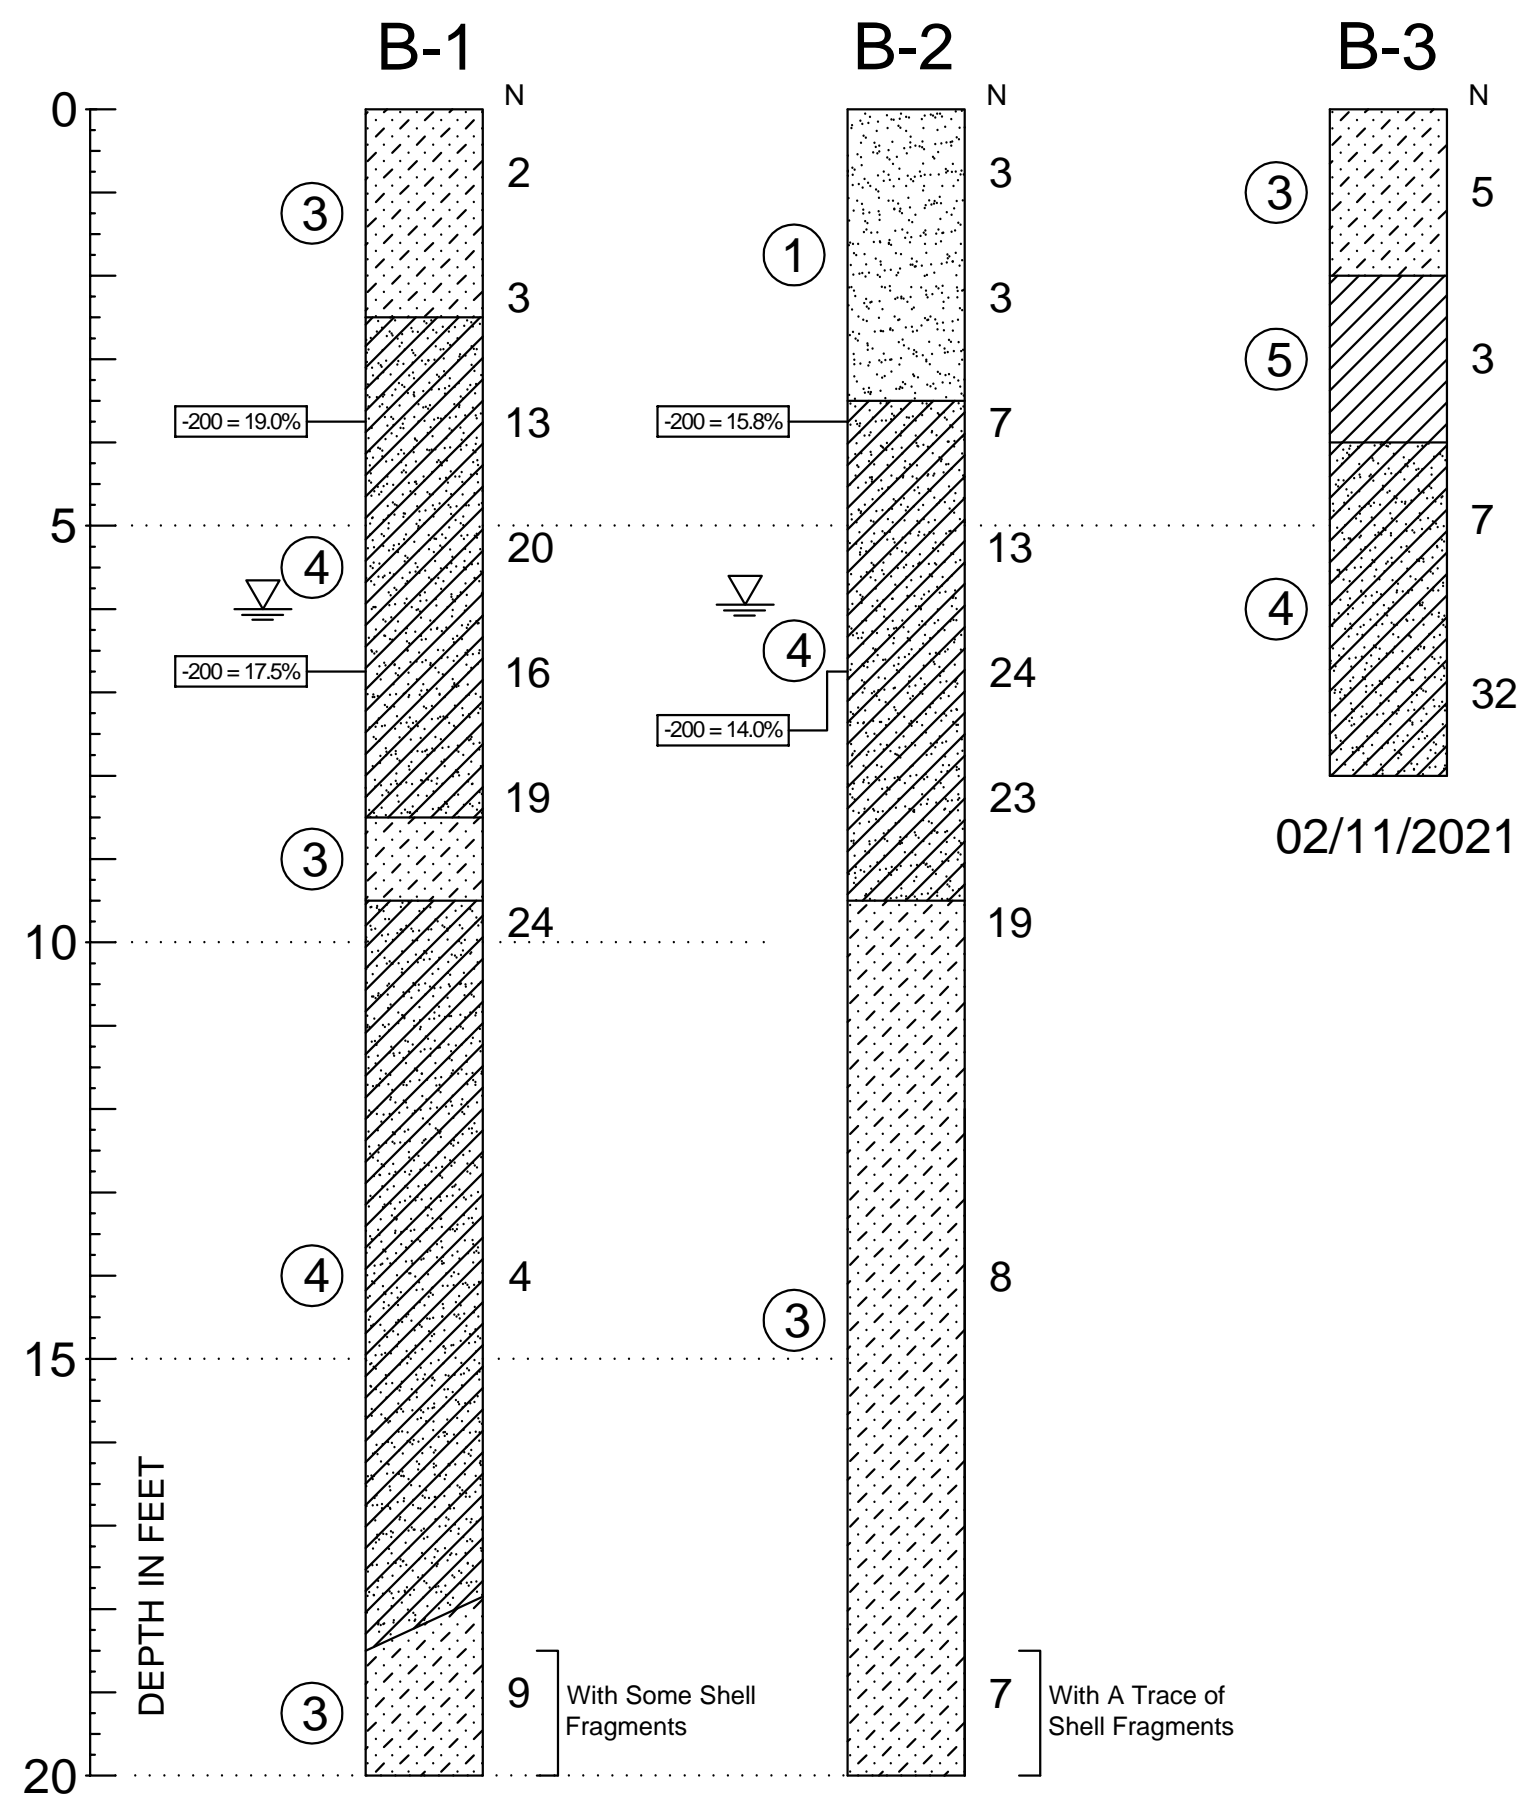 B-1
B-2
B-3
N
N
N
0
2
3
3
5
3
1
3
3
5
3
-200 = 19.0%
13
-200 = 15.8%
7
5
20
13
7
4
4
4
-200 = 17.5%
16
24
32
-200 = 14.0%
19
23
02/11/2021
3
10
24
19
4
4
8
3
15
DEPTH IN FEET
3
9
With Some Shell
Fragments
7
With A Trace of
Shell Fragments
20